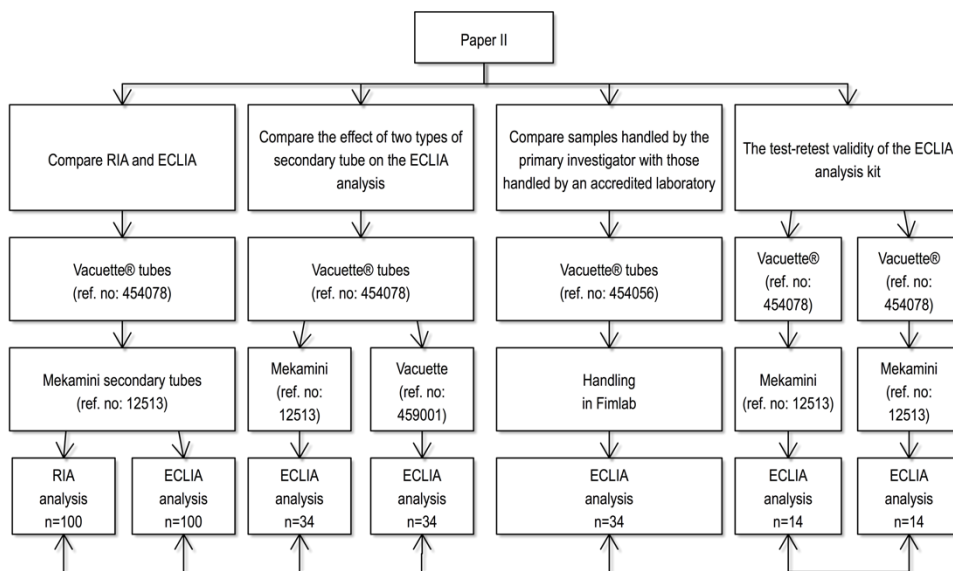 Paper II
Compare RIA and ECLIA
Compare the effect of two types of
secondary tube on the ECLIA
analysis
Compare samples handled by the
primary investigator with those
handled by an accredited laboratory
The test-retest validity of the ECLIA
analysis kit
Vacuette® tubes
(ref. no: 454078)
Vacuette® tubes
(ref. no: 454078)
Vacuette® tubes
(ref. no: 454056)
Vacuette®
(ref. no:
454078)
Vacuette®
(ref. no:
454078)
Mekamini secondary tubes
(ref. no: 12513)
Mekamini
(ref. no:
12513)
Vacuette
(ref. no:
459001)
Handling
in Fimlab
Mekamini
(ref. no: 12513)
Mekamini
(ref. no:
12513)
RIA
analysis
n=100
ECLIA
analysis
n=100
ECLIA
analysis
n=34
ECLIA
analysis
n=34
ECLIA
analysis
n=34
ECLIA
analysis
n=14
ECLIA
analysis
n=14